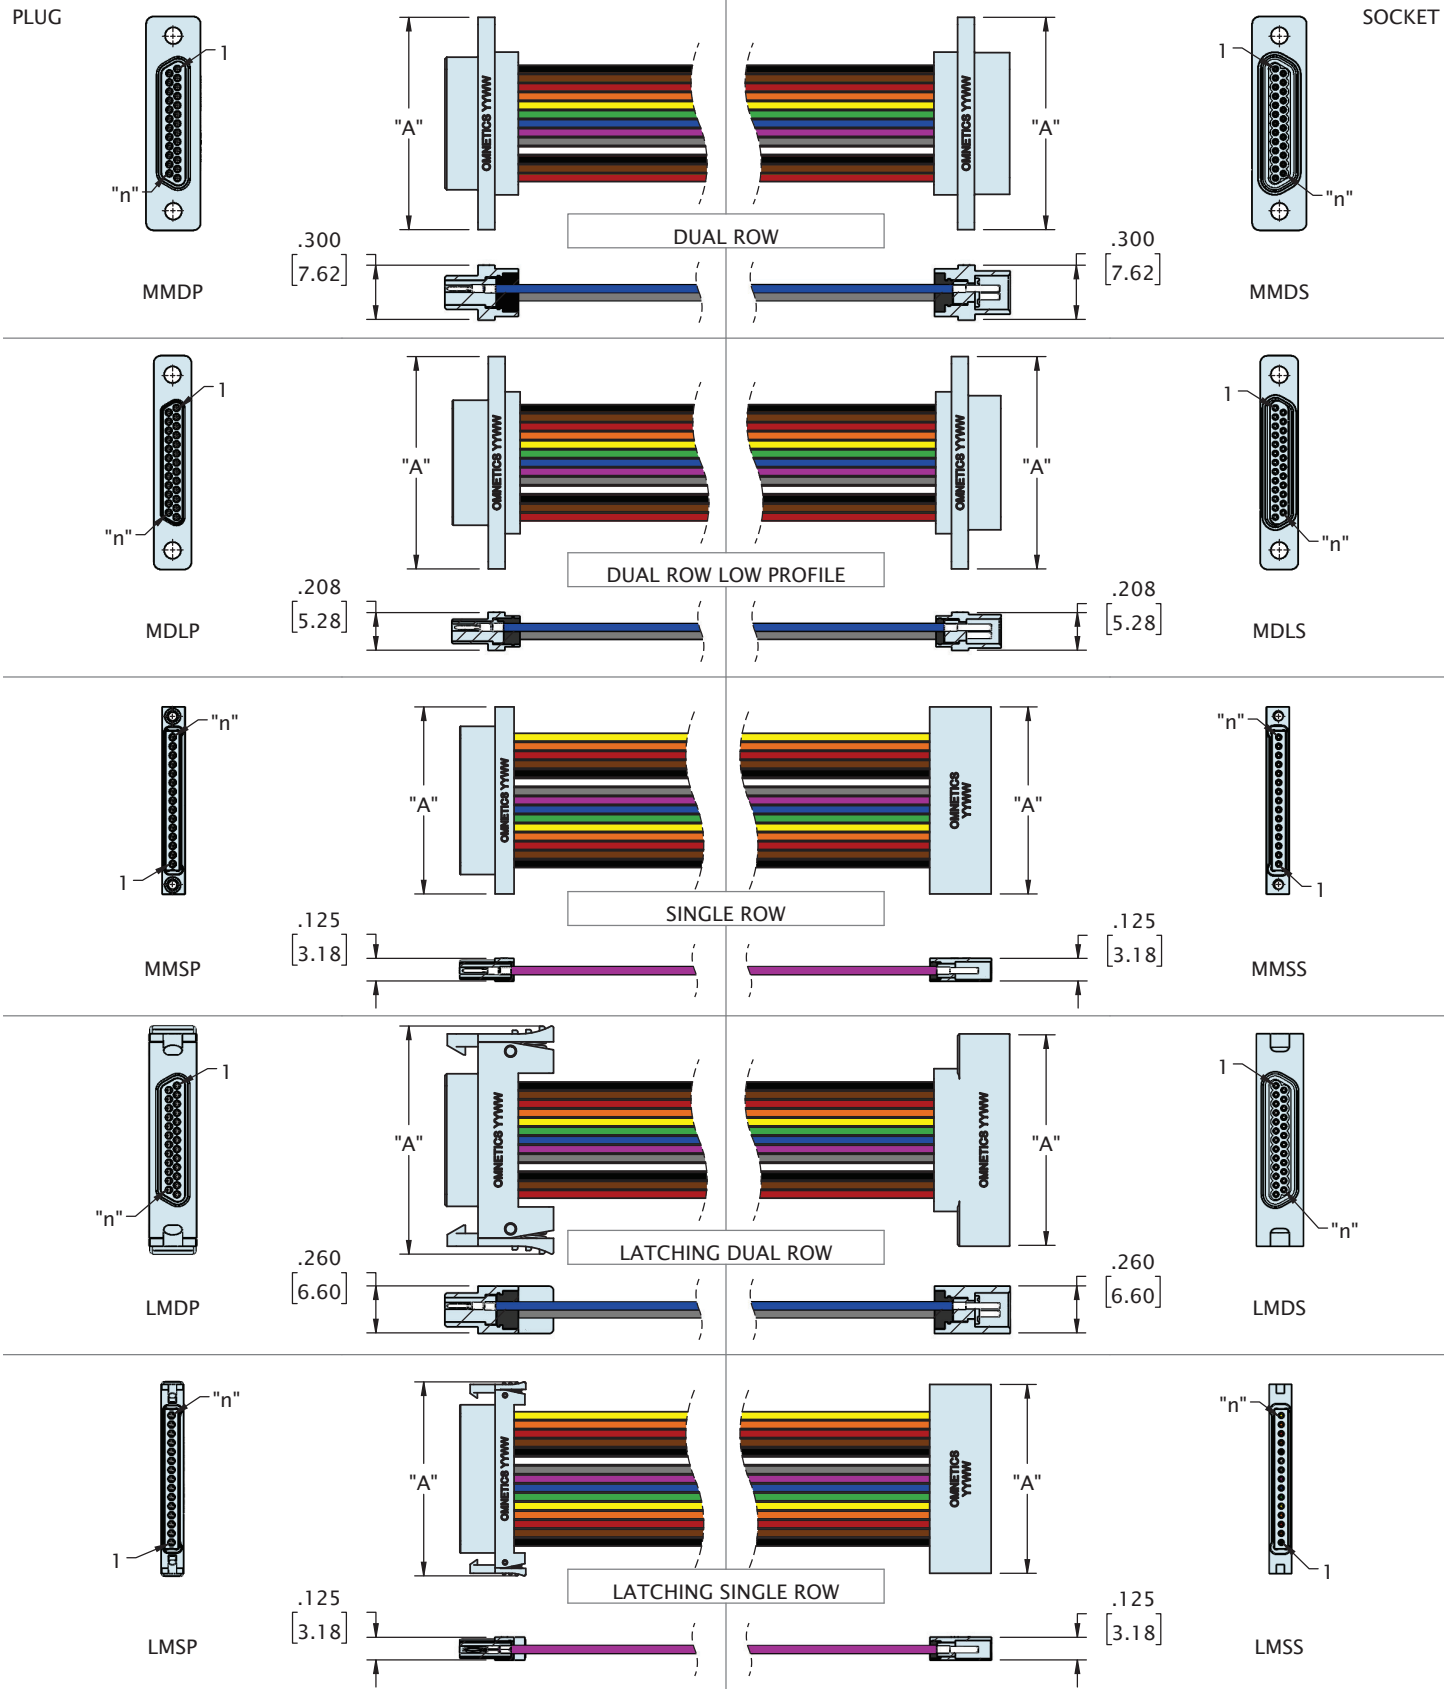 PLUG
SOCKET
1
"n"
MMDP
"A"
OMNETICS YYWW
OMNETICS YYWW
"A"
1
"n"
MMDS
DUAL ROW
.300
[7.62]
.300
[7.62]
1
"n"
MDLP
"A"
OMNETICS YYWW
OMNETICS YYWW
"A"
1
"n"
MDLS
DUAL ROW LOW PROFILE
.208
[5.28]
.208
[5.28]
"n"
1
MMSP
"A"
OMNETICS YYWW
OMNETICS
YYWW
"A"
"n"
1
MMSS
SINGLE ROW
.125
[3.18]
.125
[3.18]
1
"n"
LMDP
"A"
OMNETICS YYWW
OMNETICS YYWW
"A"
1
"n"
LMDS
LATCHING DUAL ROW
.260
[6.60]
.260
[6.60]
"n"
1
LMSP
"A"
OMNETICS YYWW
OMNETICS
YYWW
"A"
"n"
1
LMSS
LATCHING SINGLE ROW
.125
[3.18]
.125
[3.18]